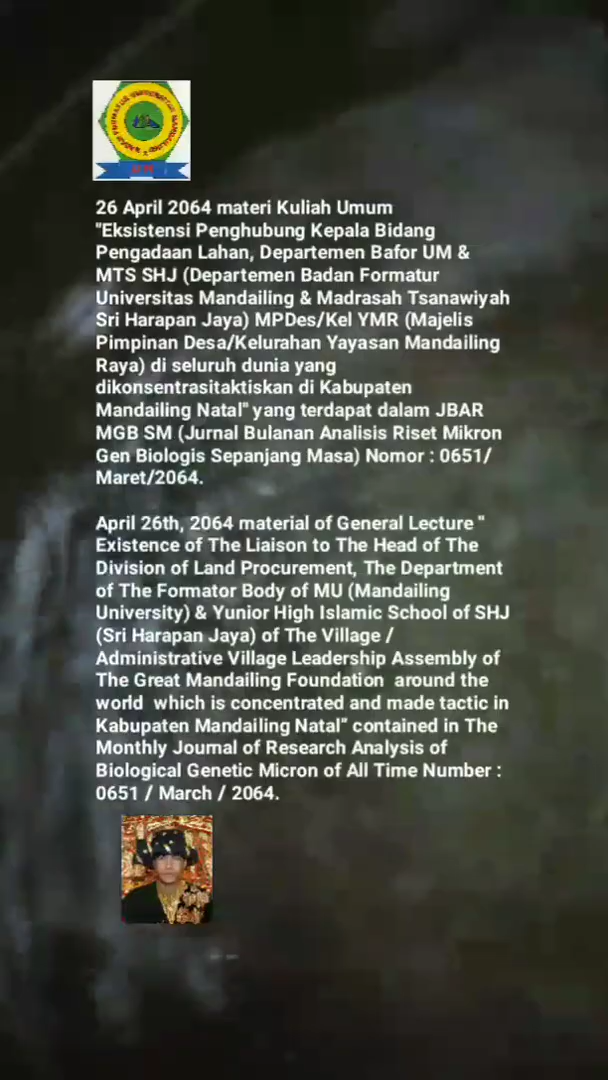 26 April 2064 materi Kuliah Umum
"Eksistensi Penghubung Kepala Bidang
Pengadaan Lahan, Departemen Bafor UM &
MTS SHJ (Departemen Badan Formatur
Universitas Mandailing & Madrasah Tsanawiyah
Sri Harapan Jaya) MPDes/Kel YMR (Majelis
Pimpinan Desa/Kelurahan Yayasan Mandailing
Raya) di seluruh dunia yang
dikonsentrasitaktiskan di Kabupaten
Mandailing Natal" yang terdapat dalam JBAR
MGB SM (Jurnal Bulanan Analisis Riset Mikron
Gen Biologis Sepanjang Masa) Nomor : 0651/
Maret/2064.
April 26th, 2064 material of General Lecture "
Existence of The Liaison to The Head of The
Division of Land Procurement, The Department
of The Formator Body of MU (Mandailing
University) & Yunior High Islamic School of SHJ
(Sri Harapan Jaya) of The Village /
Administrative Village Leadership Assembly of
The Great Mandailing Foundation around the
world which is concentrated and made tactic in
Kabupaten Mandailing Natal" contained in The
Monthly Journal of Research Analysis of
Biological Genetic Micron of All Time Number :
0651 / March / 2064.